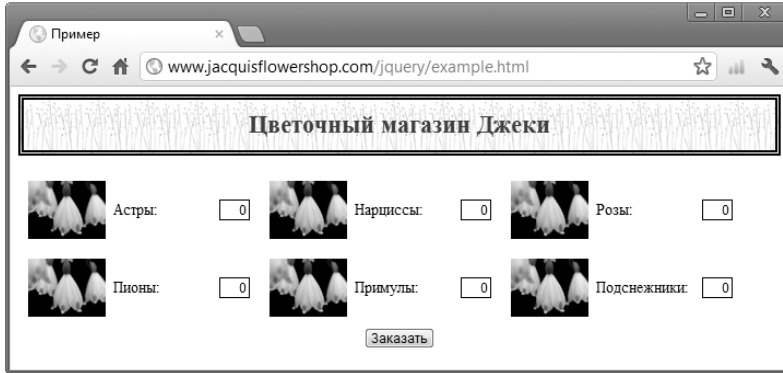 Пример
www.jacquisflowershop.com/jquery/example.html
Цветочный магазин Джеки
Астры: 0 Нарциссы: 0 Розы: 0
Пионы: 0 Примулы: 0 Подснежники: 0
Заказать